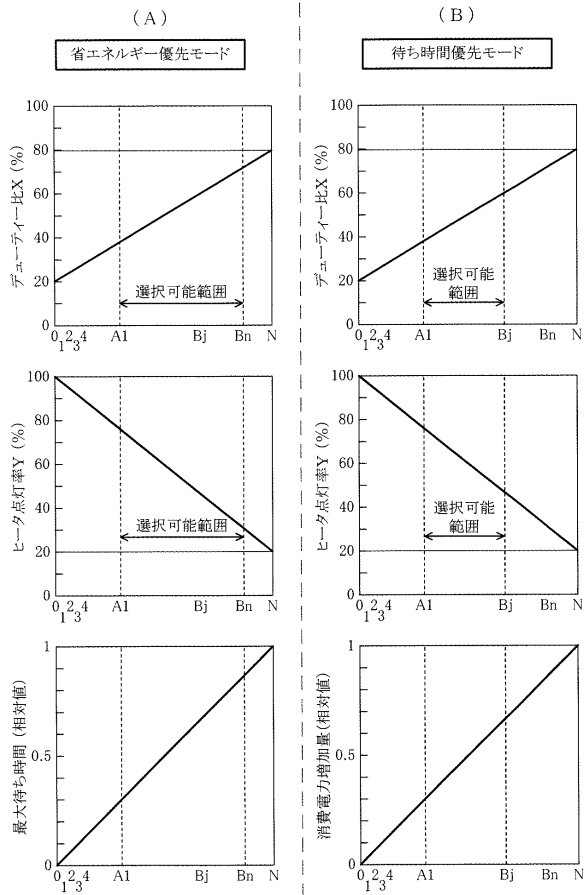 (A)
省エネルギー優先モード
デューティー比X (%)
100
80
60
40
20
0
選択可能範囲
0 1 2 3 4 A1 Bj Bn N
ヒータ点灯率Y (%)
100
80
60
40
20
0
選択可能範囲
0 1 2 3 4 A1 Bj Bn N
最大待ち時間 (相対値)
1
0.5
0
0 1 2 3 4 A1 Bj Bn N
(B)
待ち時間優先モード
デューティー比X (%)
100
80
60
40
20
0
選択可能
範囲
0 1 2 3 4 A1 Bj Bn N
ヒータ点灯率Y (%)
100
80
60
40
20
0
選択可能
範囲
0 1 2 3 4 A1 Bj Bn N
消費電力増加量(相対値)
1
0.5
0
0 1 2 3 4 A1 Bj Bn N